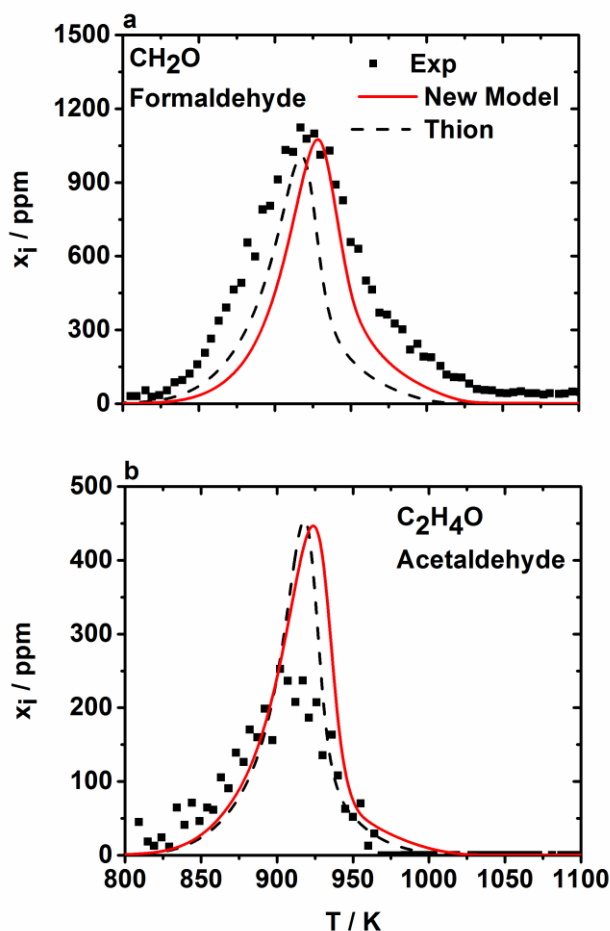 a
1500
CH2O
Exp
Formaldehyde
New Model
1200
Thion
900
xi / ppm
600
300
0
b
500
C2H4O
Acetaldehyde
400
300
xi / ppm
200
100
0
800 850 900 950 1000 1050 1100
T / K